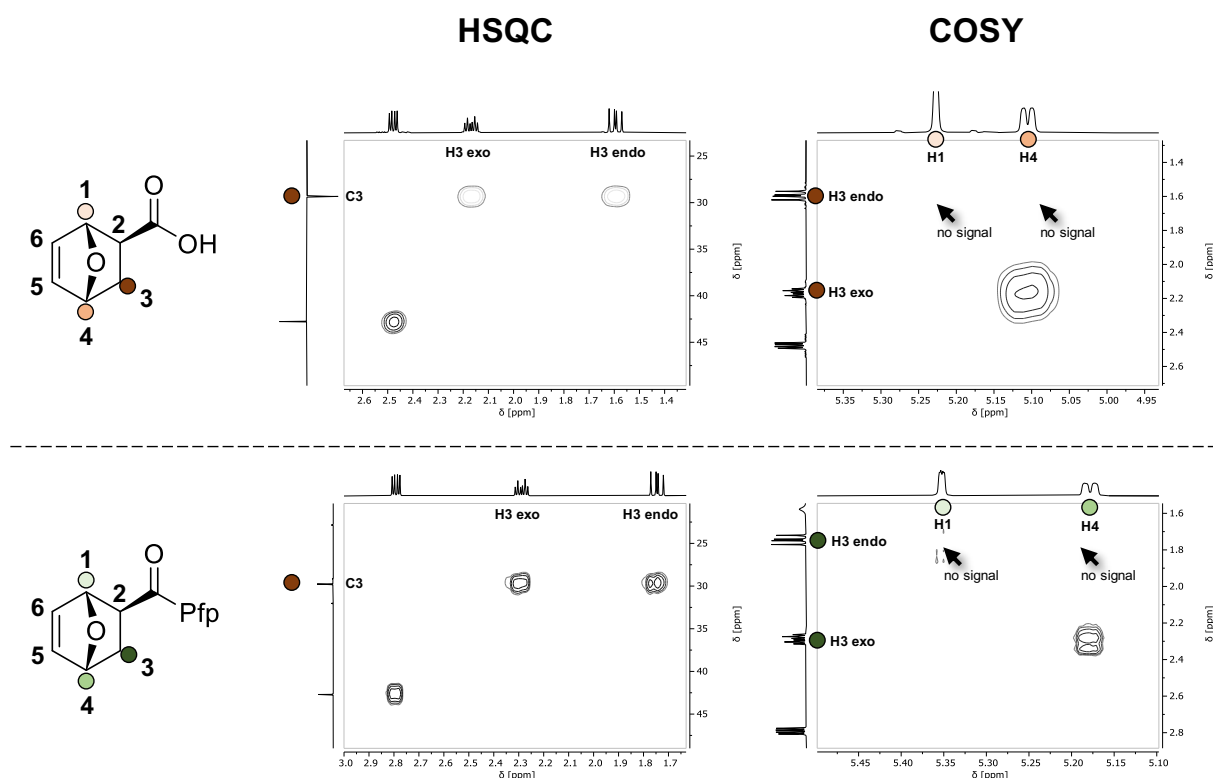 HSQC
COSY
H3 exo
H3 endo
C3
25
30
35
40
45
δ [ppm]
2.6 2.5 2.4 2.3 2.2 2.1 2.0 1.9 1.8 1.7 1.6 1.5 1.4
δ [ppm]
1
O
2
6
OH
O
5
3
4
H1
H4
H3 endo
no signal
no signal
H3 exo
1.4
1.6
1.8
2.0
2.2
2.4
2.6
δ [ppm]
5.35 5.30 5.25 5.20 5.15 5.10 5.05 5.00 4.95
δ [ppm]
H3 exo
H3 endo
C3
25
30
35
40
45
δ [ppm]
3.0 2.9 2.8 2.7 2.6 2.5 2.4 2.3 2.2 2.1 2.0 1.9 1.8 1.7
δ [ppm]
1
O
2
6
Pfp
O
5
3
4
H1
H4
H3 endo
no signal
no signal
H3 exo
1.6
1.8
2.0
2.2
2.4
2.6
2.8
δ [ppm]
5.45 5.40 5.35 5.30 5.25 5.20 5.15 5.10
δ [ppm]